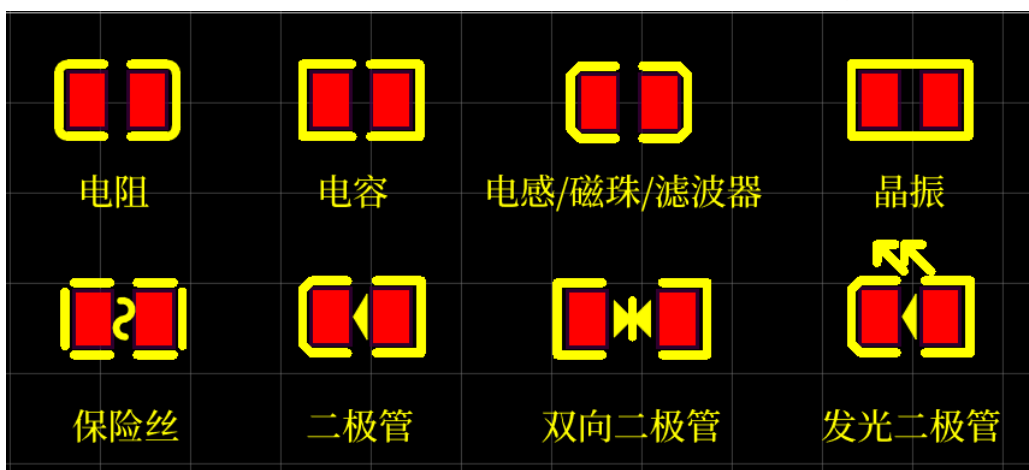 电阻
电容
电感/磁珠/滤波器
晶振
保险丝
二极管
双向二极管
发光二极管